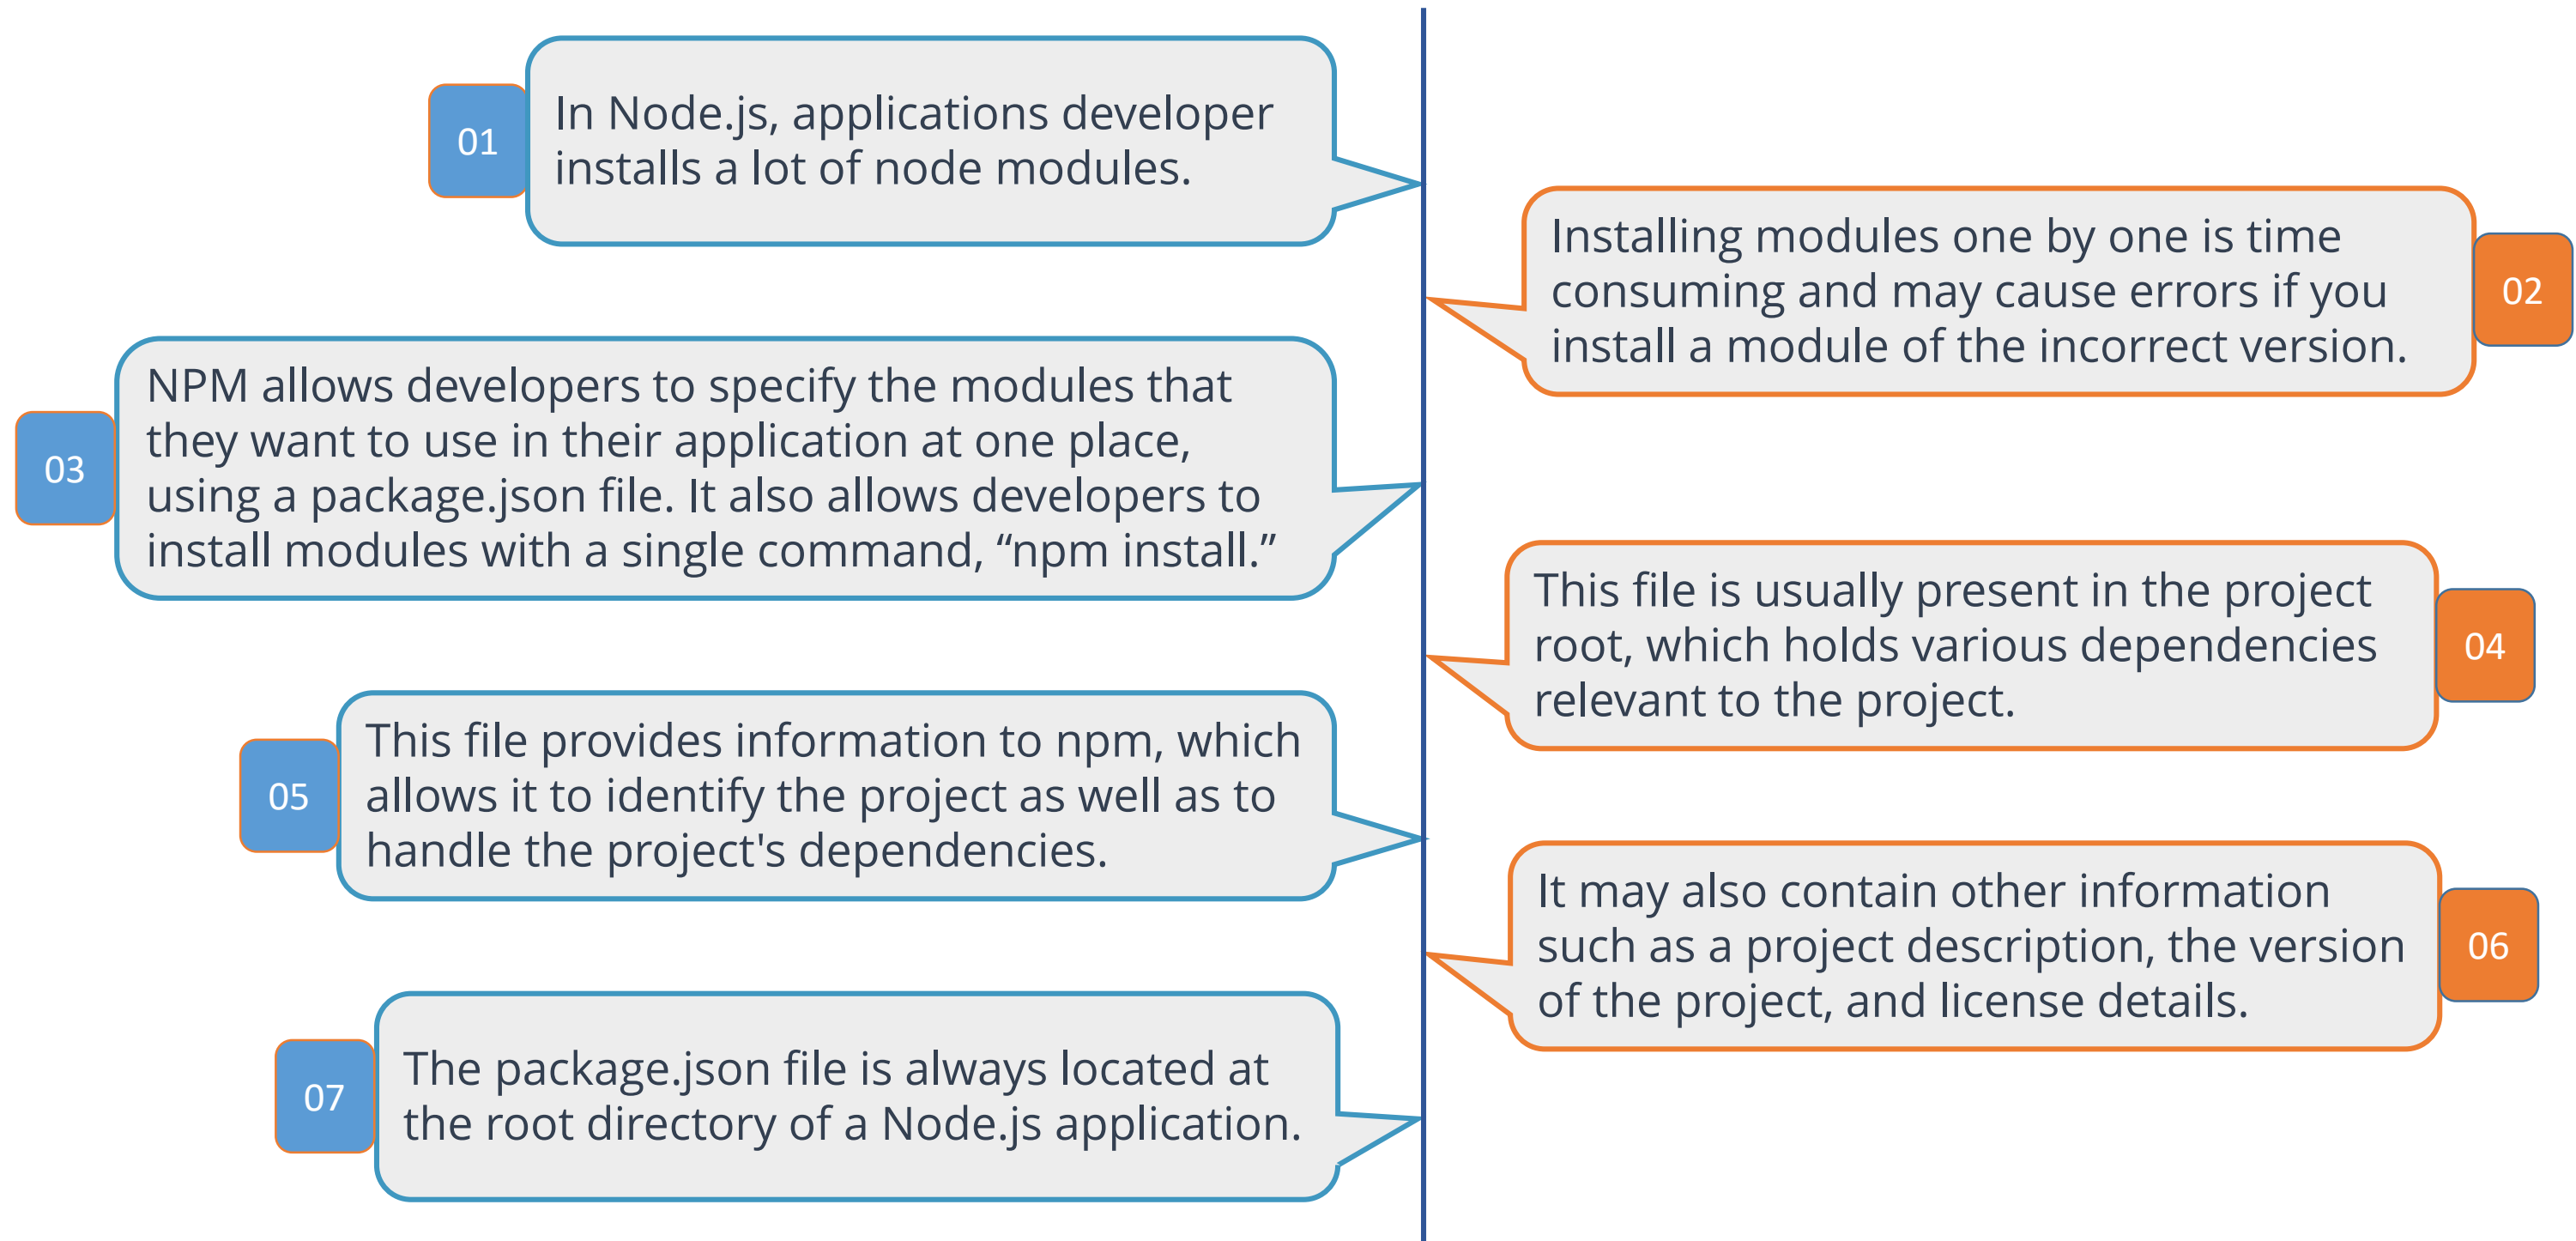 01
In Node.js, applications developer
installs a lot of node modules.
02
Installing modules one by one is time
consuming and may cause errors if you
install a module of the incorrect version.
03
NPM allows developers to specify the modules that
they want to use in their application at one place,
using a package.json file. It also allows developers to
install modules with a single command, “npm install.”
04
This file is usually present in the project
root, which holds various dependencies
relevant to the project.
05
This file provides information to npm, which
allows it to identify the project as well as to
handle the project's dependencies.
06
It may also contain other information
such as a project description, the version
of the project, and license details.
07
The package.json file is always located at
the root directory of a Node.js application.